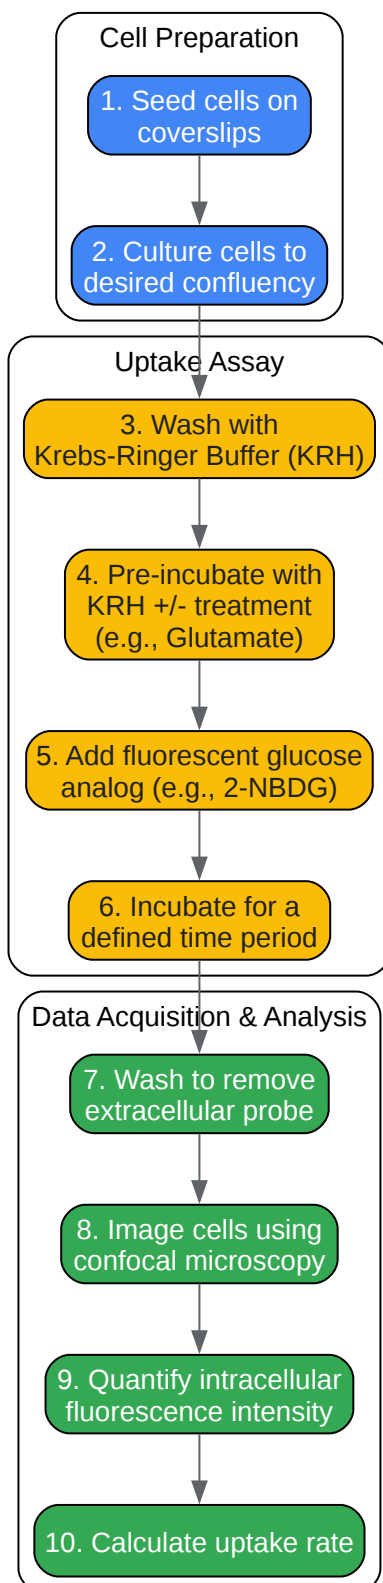 Cell Preparation
1. Seed cells on
coverslips
2. Culture cells to
desired confluency
Uptake Assay
3. Wash with
Krebs-Ringer Buffer (KRH)
4. Pre-incubate with
KRH +/- treatment
(e.g., Glutamate)
5. Add fluorescent glucose
analog (e.g., 2-NBDG)
6. Incubate for a
defined time period
Data Acquisition & Analysis
7. Wash to remove
extracellular probe
8. Image cells using
confocal microscopy
9. Quantify intracellular
fluorescence intensity
10. Calculate uptake rate